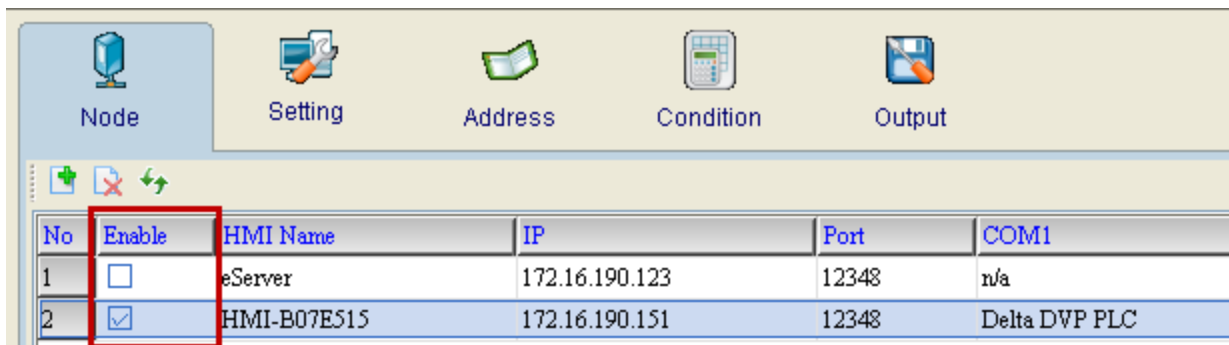 Node Setting Address Condition Output
No Enable HMI Name IP Port COM1
1 eServer 172.16.190.123 12348 n/a
2 HMI-B07E515 172.16.190.151 12348 Delta DVP PLC